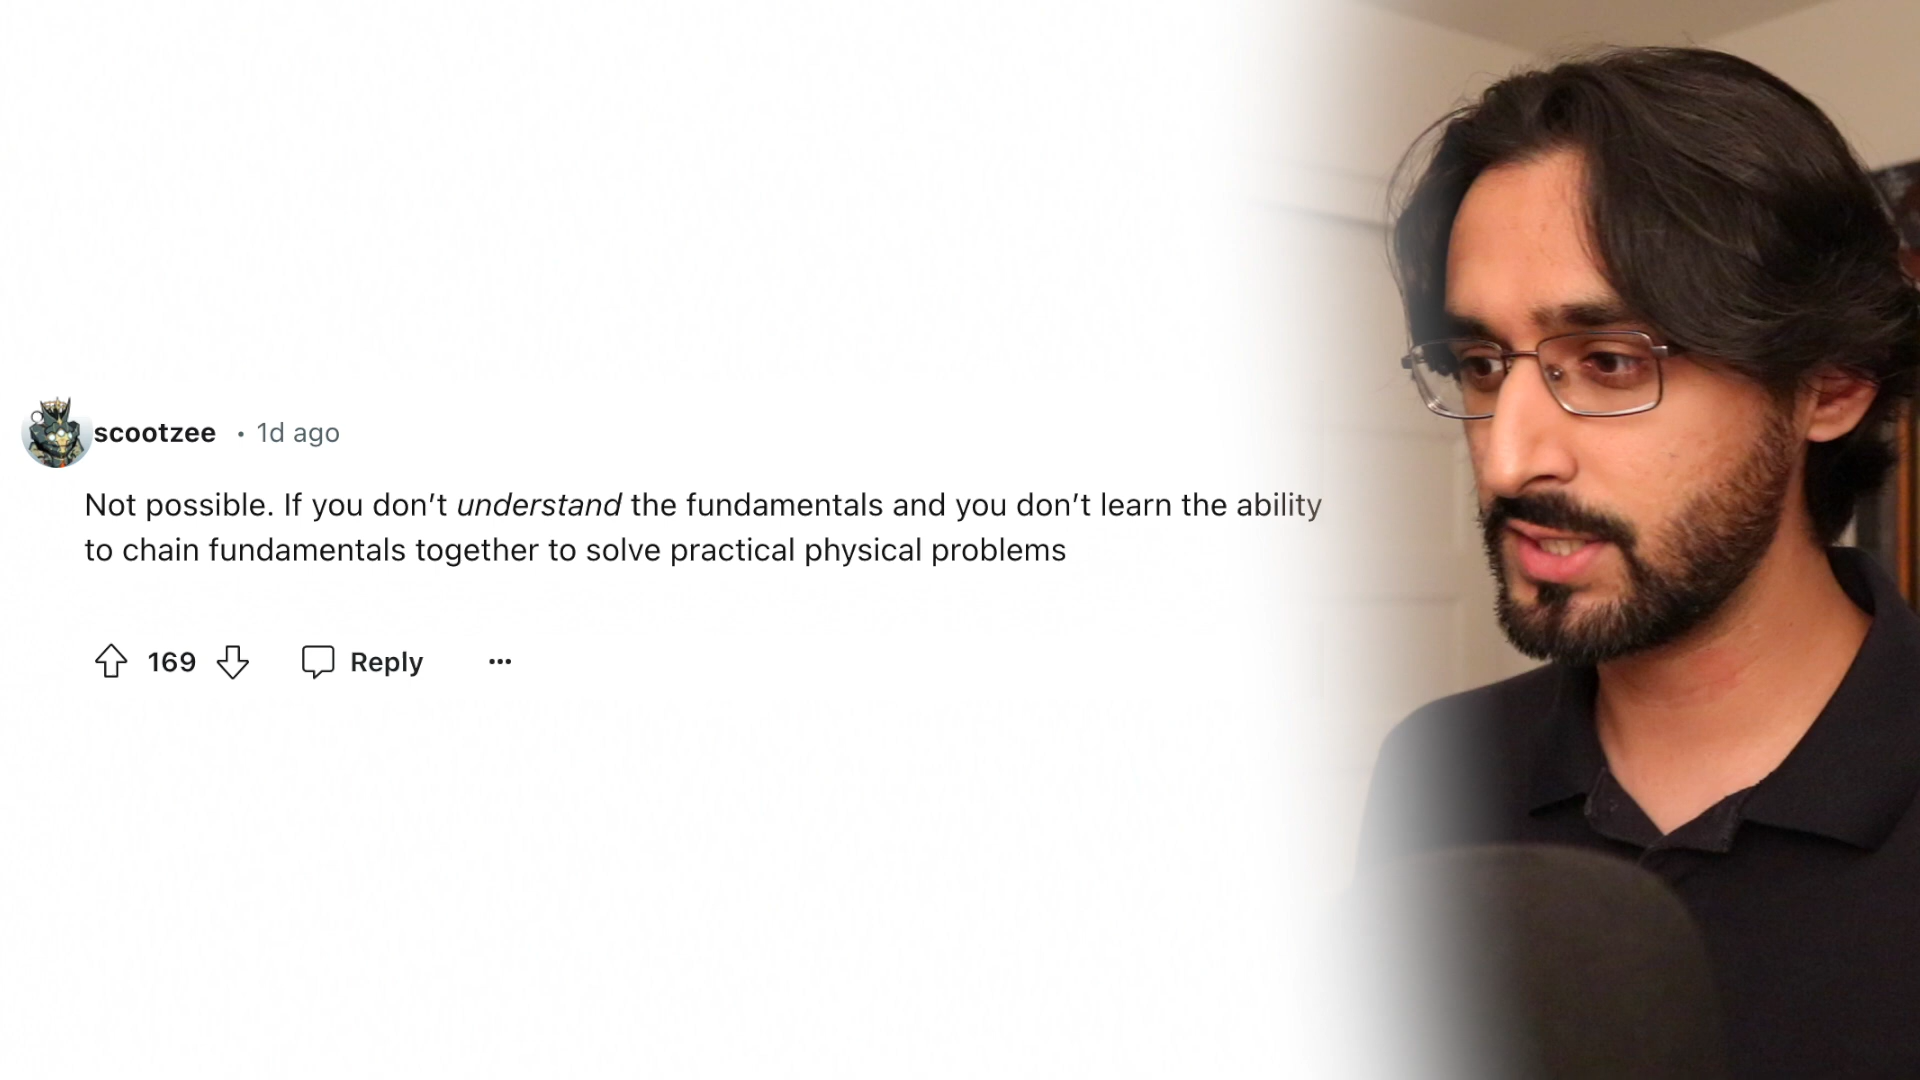 scootzee • 1d ago
Not possible. If you don’t understand the fundamentals and you don’t learn the ability
to chain fundamentals together to solve practical physical problems
169 Reply ...